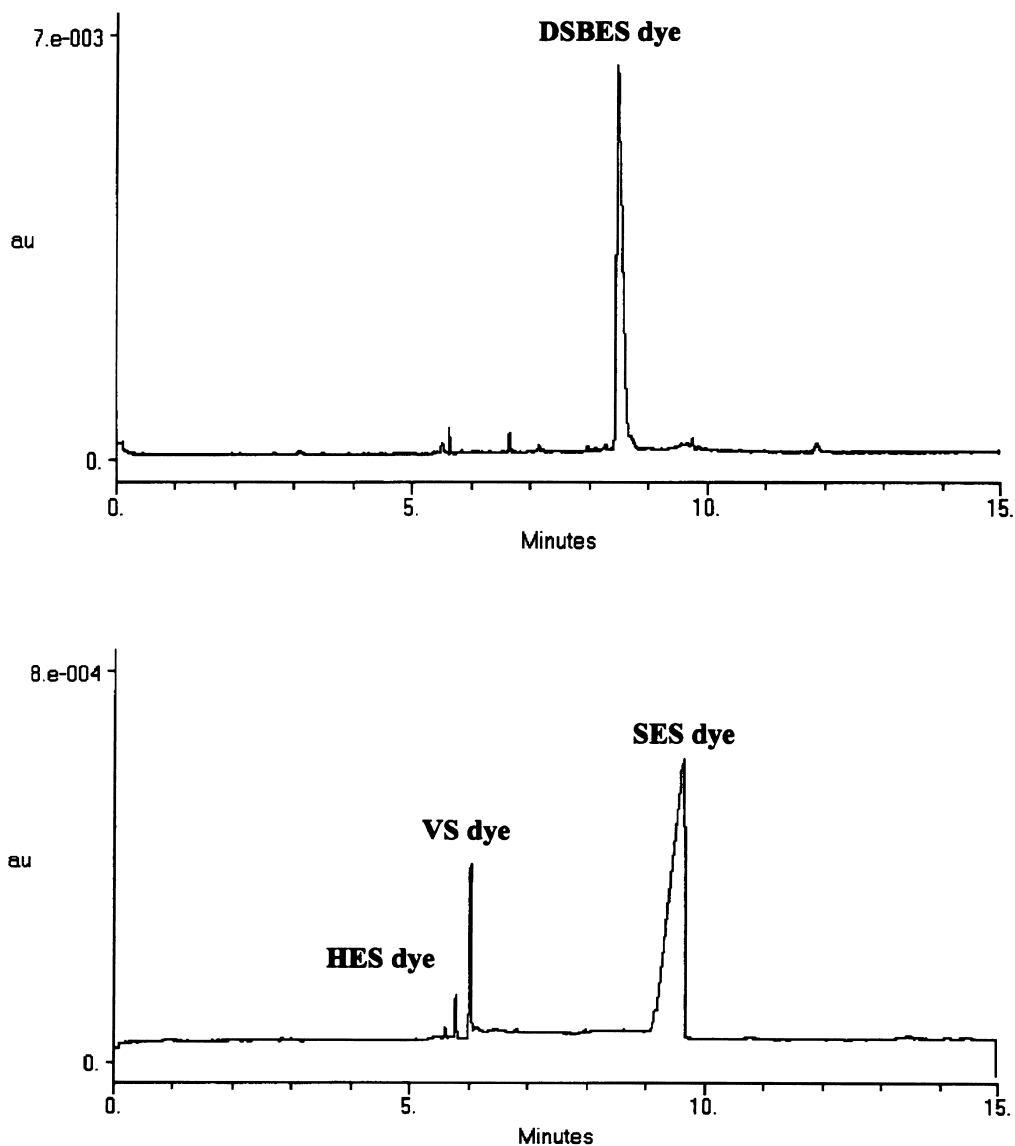 DSBES dye
7.e-003
au
0.
0. 5. 10. 15.
Minutes
8.e-004
SES dye
VS dye
au
HES dye
0.
0. 5. 10. 15.
Minutes